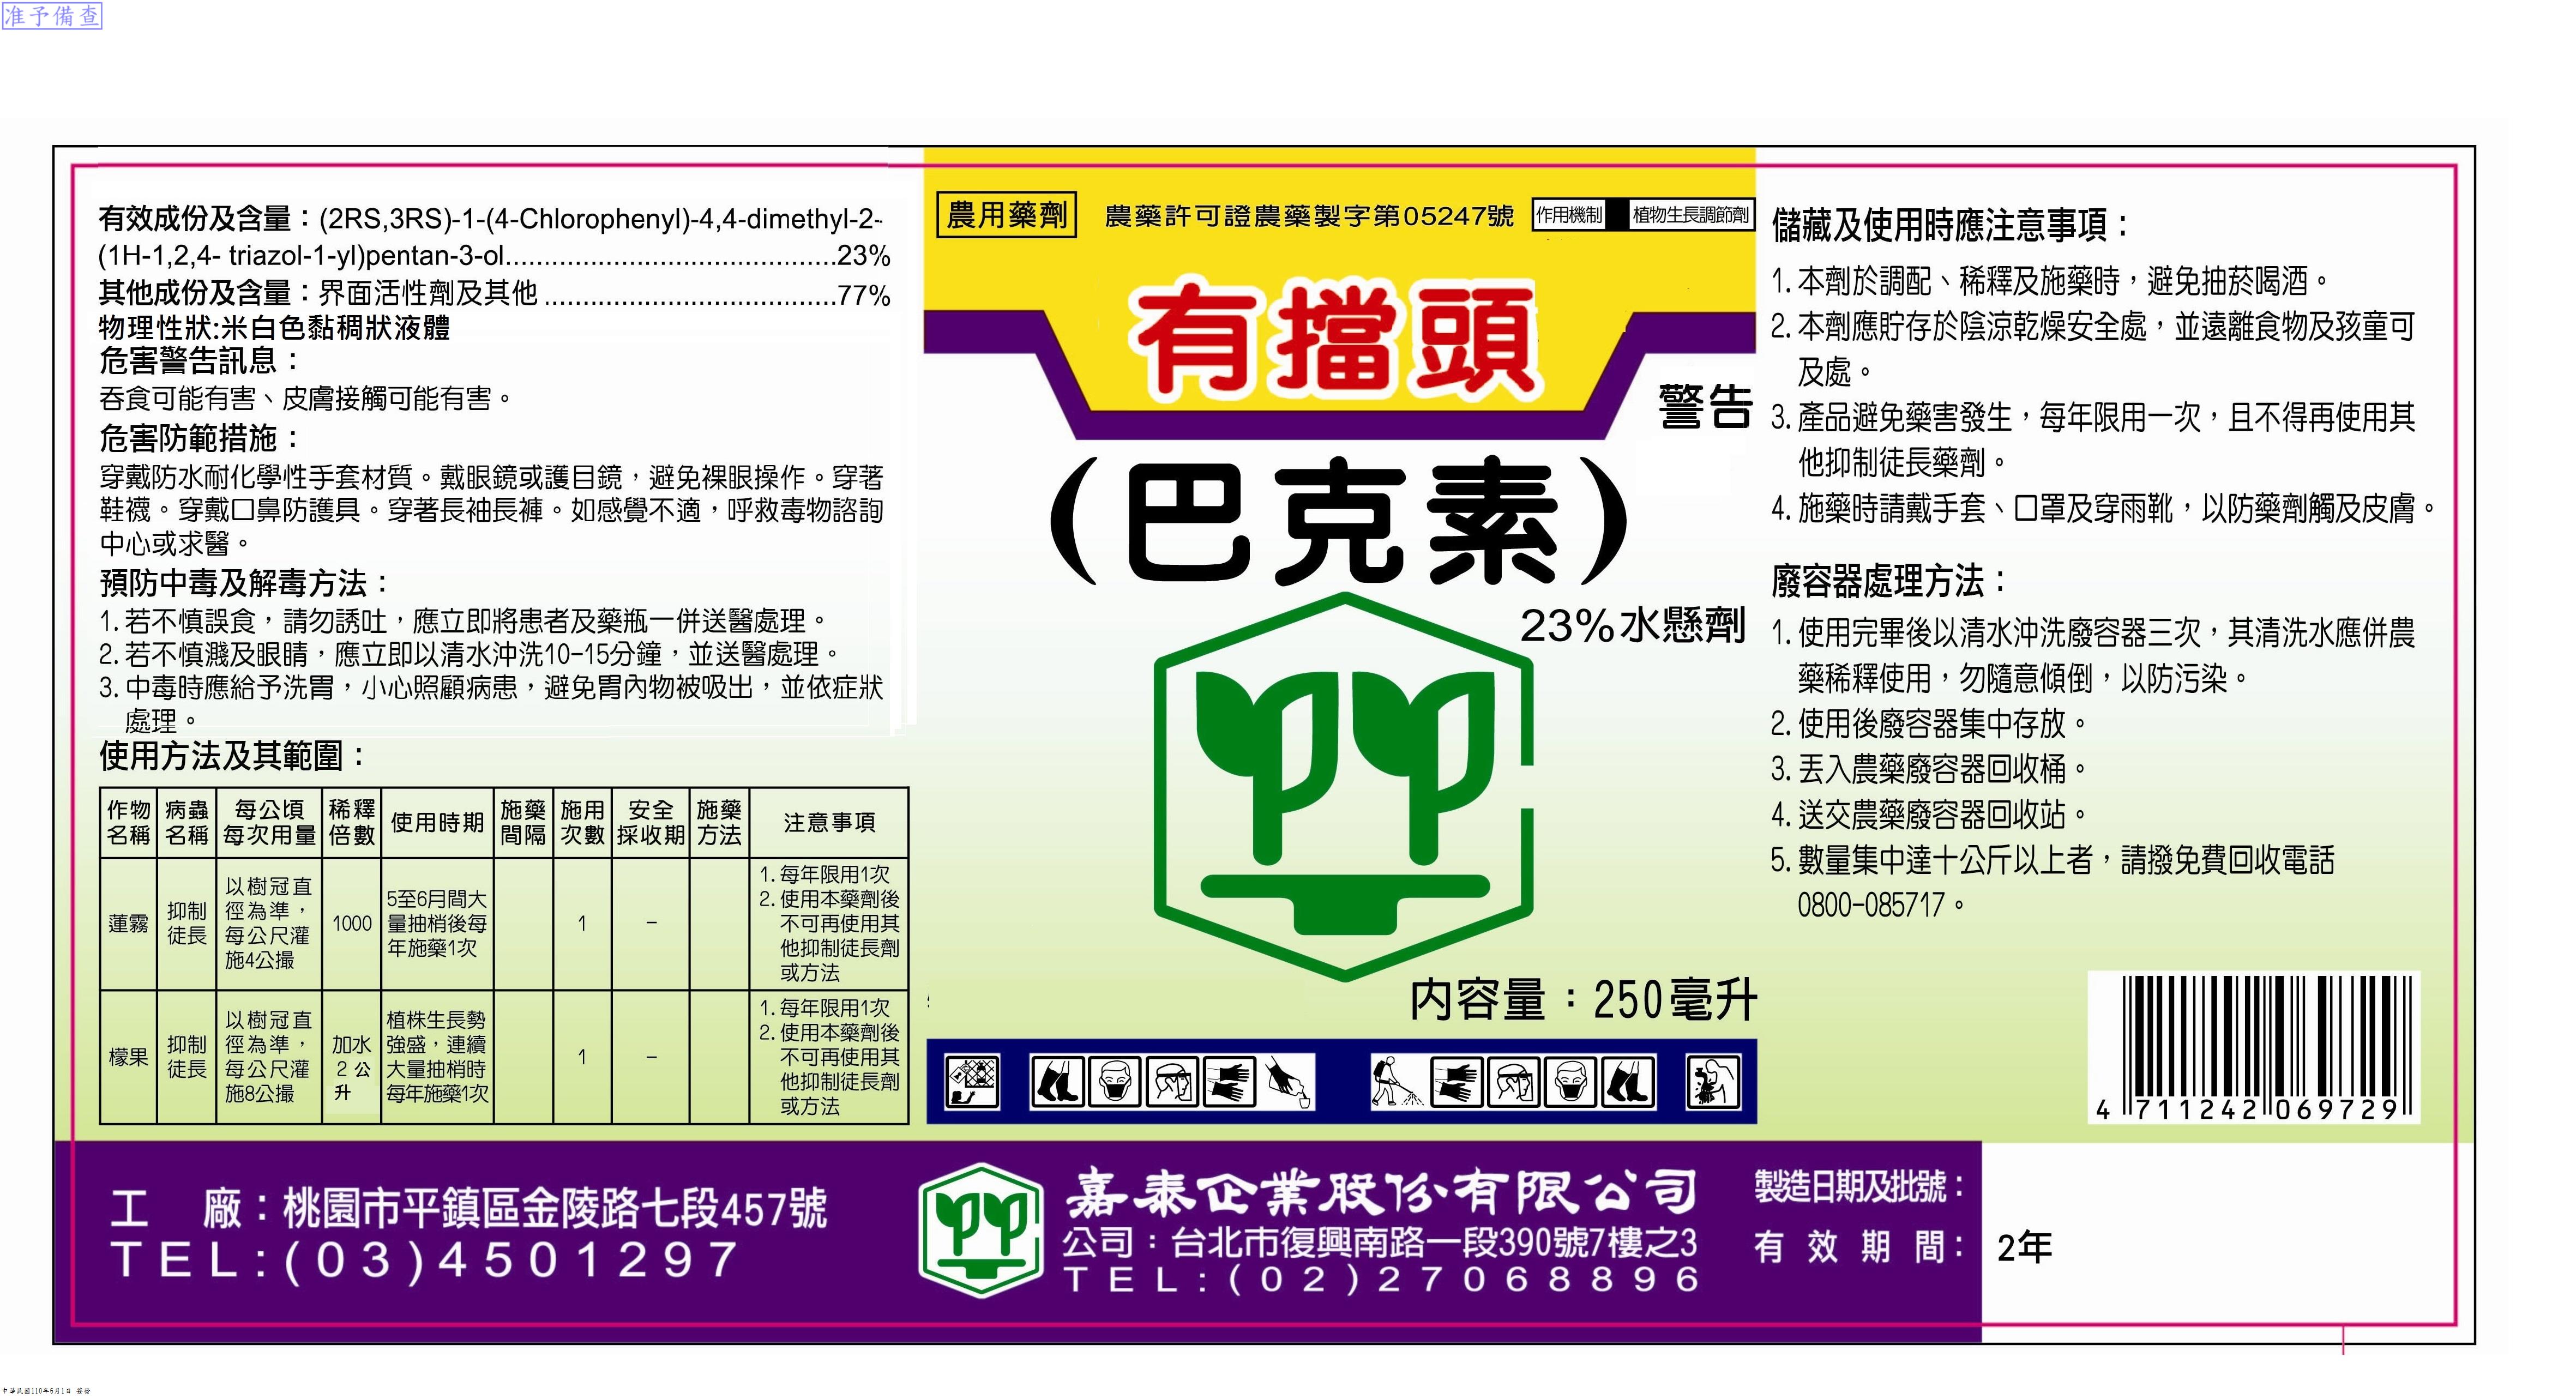 准予備查
有效成份及含量：(2RS,3RS)-1-(4-Chlorophenyl)-4,4-dimethyl-2-
(1H-1,2,4- triazol-1-yl)pentan-3-ol...........................................23%
其他成份及含量：界面活性劑及其他......................................77%
物理性狀:米白色黏稠狀液體
危害警告訊息：
吞食可能有害、皮膚接觸可能有害。
危害防範措施：
穿戴防水耐化學性手套材質。戴眼鏡或護目鏡，避免裸眼操作。穿著
鞋襪。穿戴口鼻防護具。穿著長袖長褲。如感覺不適，呼救毒物諮詢
中心或求醫。
預防中毒及解毒方法：
1. 若不慎誤食，請勿誘吐，應立即將患者及藥瓶一併送醫處理。
2. 若不慎濺及眼睛，應立即以清水沖洗10-15分鐘，並送醫處理。
3. 中毒時應給予洗胃，小心照顧病患，避免胃內物被吸出，並依症狀
處理。
使用方法及其範圍：
作物名稱 病蟲名稱 每公頃每次用量 稀釋倍數 使用時期 施藥間隔 施用次數 安全採收期 施藥方法 注意事項
蓮霧 抑制徒長 以樹冠直徑為準，每公尺灌施4公撮 1000 5至6月間大量抽梢後每年施藥1次 1 - 1. 每年限用1次 2. 使用本藥劑後不可再使用其他抑制徒長劑或方法
檬果 抑制徒長 以樹冠直徑為準，每公尺灌施8公撮 加水2公升 植株生長勢強盛，連續大量抽梢時每年施藥1次 1 - 1. 每年限用1次 2. 使用本藥劑後不可再使用其他抑制徒長劑或方法
農用藥劑
農藥許可證農藥製字第05247號
作用機制 植物生長調節劑
有擋頭
警告
(巴克素)
23%水懸劑
內容量：250毫升
儲藏及使用時應注意事項：
1. 本劑於調配、稀釋及施藥時，避免抽菸喝酒。
2. 本劑應貯存於陰涼乾燥安全處，並遠離食物及孩童可
及處。
3. 產品避免藥害發生，每年限用一次，且不得再使用其
他抑制徒長藥劑。
4. 施藥時請戴手套、口罩及穿雨靴，以防藥劑觸及皮膚。
廢容器處理方法：
1. 使用完畢後以清水沖洗廢容器三次，其清洗水應併農
藥稀釋使用，勿隨意傾倒，以防污染。
2. 使用後廢容器集中存放。
3. 丟入農藥廢容器回收桶。
4. 送交農藥廢容器回收站。
5. 數量集中達十公斤以上者，請撥免費回收電話
0800-085717。
4 711242 069729
工　廠：桃園市平鎮區金陵路七段457號
TEL:(03)4501297
嘉泰企業股份有限公司
公司：台北市復興南路一段390號7樓之3
TEL:(02)27068896
製造日期及批號：
有效期間： 2年
中華民國110年6月1日 簽發